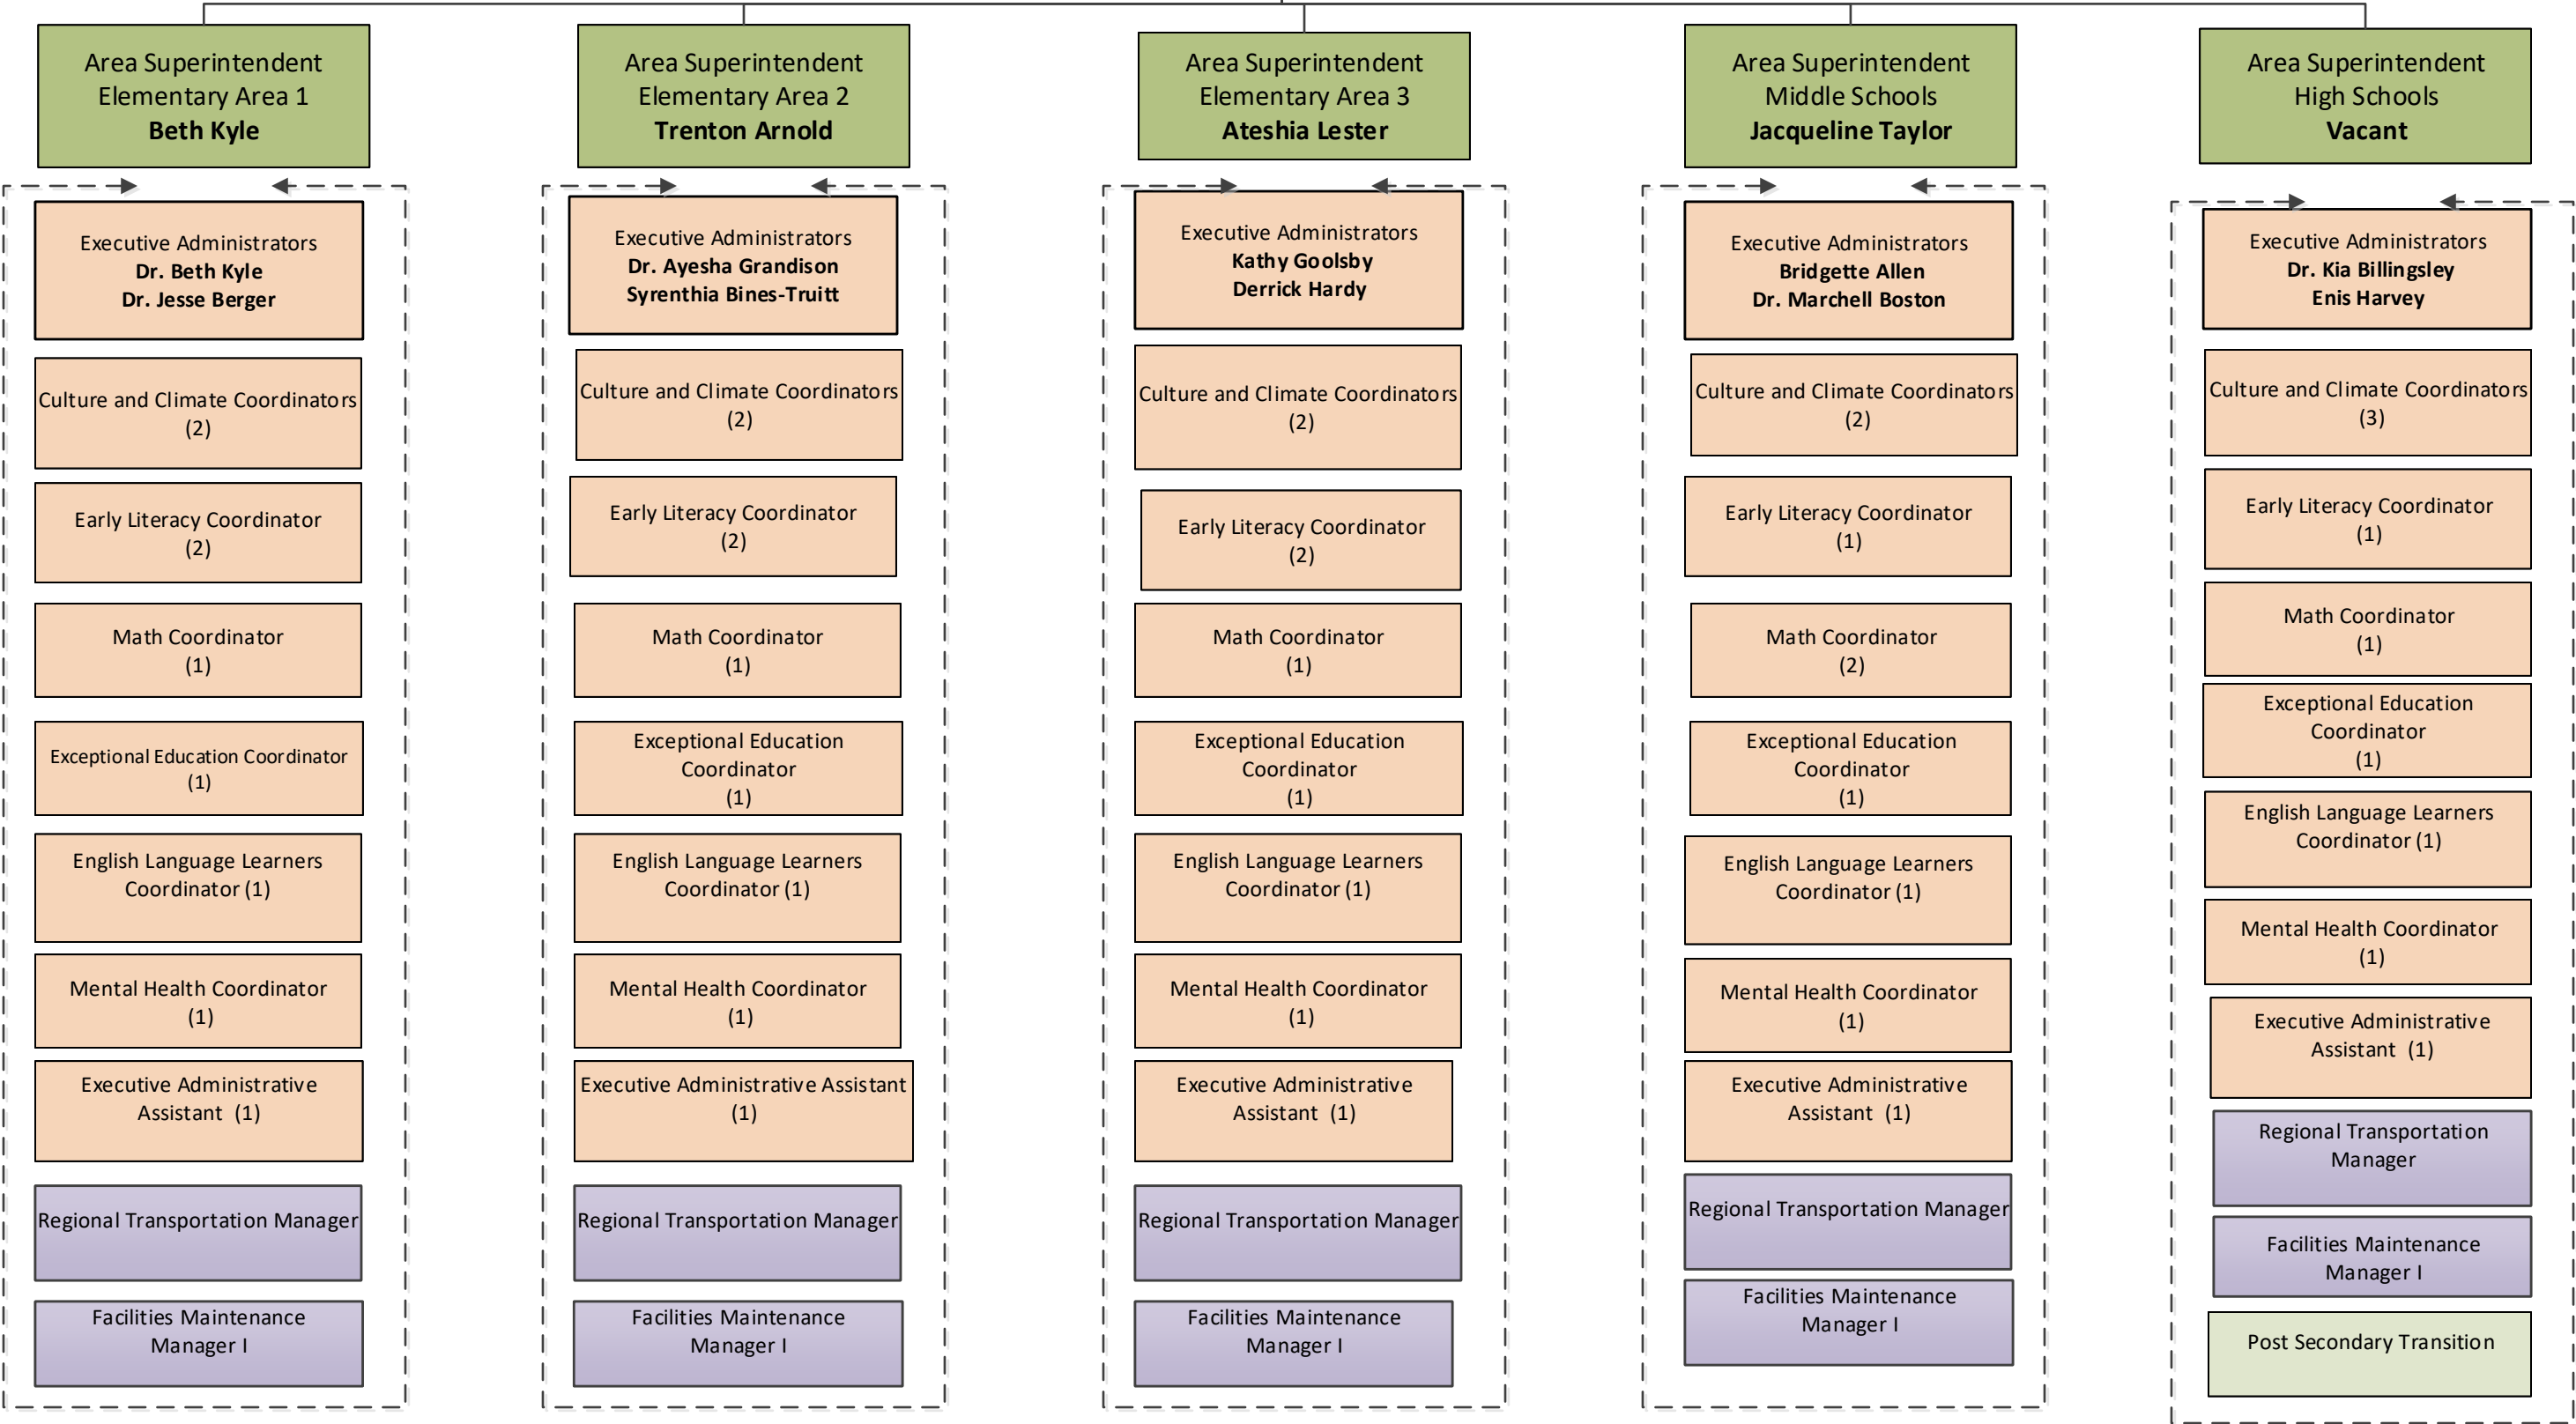 Area Superintendent
Elementary Area 1
Beth Kyle
Executive Administrators
Dr. Beth Kyle
Dr. Jesse Berger
Culture and Climate Coordinators
(2)
Early Literacy Coordinator
(2)
Math Coordinator
(1)
Exceptional Education Coordinator
(1)
English Language Learners
Coordinator (1)
Mental Health Coordinator
(1)
Executive Administrative
Assistant (1)
Regional Transportation Manager
Facilities Maintenance
Manager I
Area Superintendent
Elementary Area 2
Trenton Arnold
Executive Administrators
Dr. Ayesha Grandison
Syrenthia Bines-Truitt
Culture and Climate Coordinators
(2)
Early Literacy Coordinator
(2)
Math Coordinator
(1)
Exceptional Education
Coordinator
(1)
English Language Learners
Coordinator (1)
Mental Health Coordinator
(1)
Executive Administrative Assistant
(1)
Regional Transportation Manager
Facilities Maintenance
Manager I
Area Superintendent
Elementary Area 3
Ateshia Lester
Executive Administrators
Kathy Goolsby
Derrick Hardy
Culture and Climate Coordinators
(2)
Early Literacy Coordinator
(2)
Math Coordinator
(1)
Exceptional Education
Coordinator
(1)
English Language Learners
Coordinator (1)
Mental Health Coordinator
(1)
Executive Administrative
Assistant (1)
Regional Transportation Manager
Facilities Maintenance
Manager I
Area Superintendent
Middle Schools
Jacqueline Taylor
Executive Administrators
Bridgette Allen
Dr. Marchell Boston
Culture and Climate Coordinators
(2)
Early Literacy Coordinator
(1)
Math Coordinator
(2)
Exceptional Education
Coordinator
(1)
English Language Learners
Coordinator (1)
Mental Health Coordinator
(1)
Executive Administrative
Assistant (1)
Regional Transportation Manager
Facilities Maintenance
Manager I
Area Superintendent
High Schools
Vacant
Executive Administrators
Dr. Kia Billingsley
Enis Harvey
Culture and Climate Coordinators
(3)
Early Literacy Coordinator
(1)
Math Coordinator
(1)
Exceptional Education
Coordinator
(1)
English Language Learners
Coordinator (1)
Mental Health Coordinator
(1)
Executive Administrative
Assistant (1)
Regional Transportation
Manager
Facilities Maintenance
Manager I
Post Secondary Transition